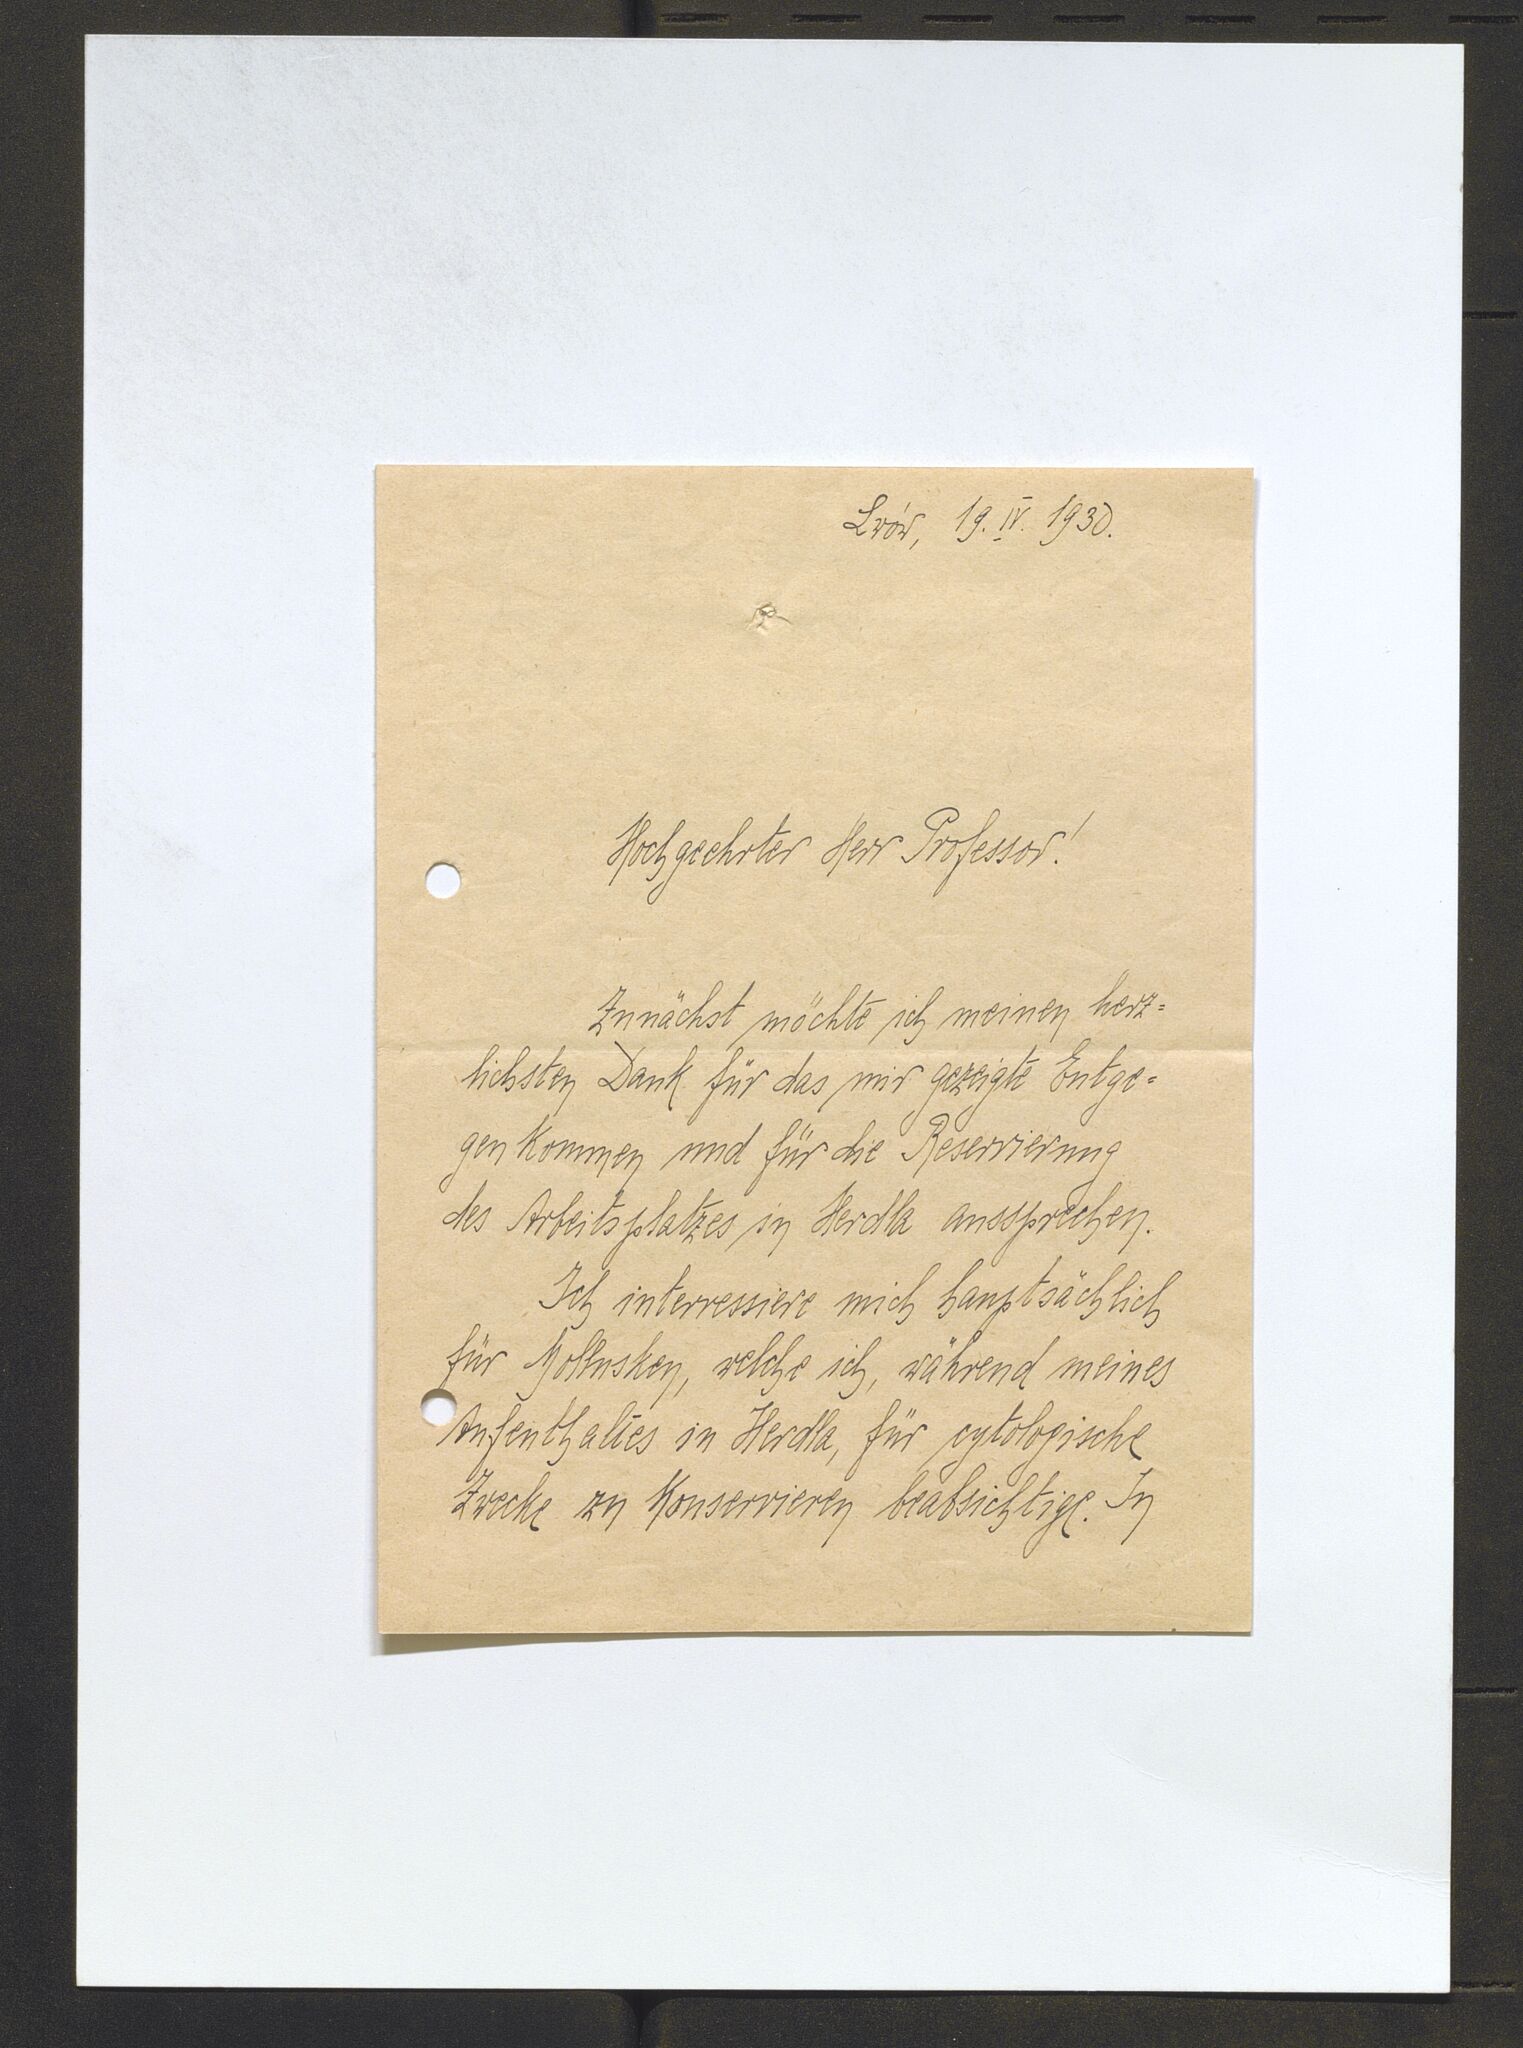 Lwów, 19. IV. 1930.
Hochgeehrter Herr Professor!
Zunächst möchte ich meinen herz=
lichsten Dank für das mir gezeigte Entge=
genkommen und für die Reservierung
des Arbeitsplatzes in Herdla aussprechen.
Ich interressiere mich hauptsächlich
für Mollusken, welche ich, während meines
Aufenthaltes in Herdla, für cytologische
Zwecke zu Konservieren beabsichtige. In